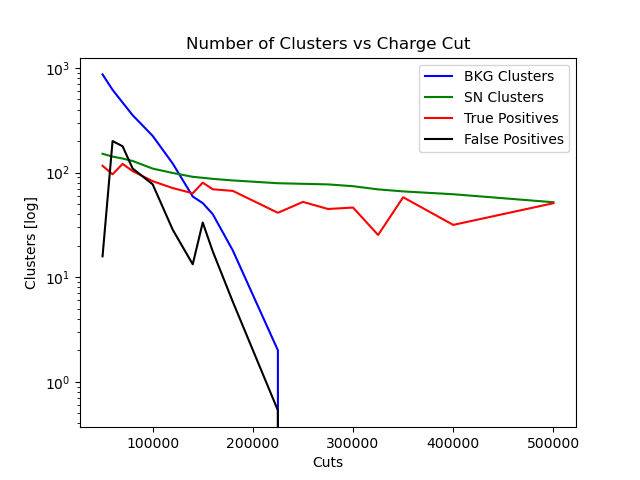 Number of Clusters vs Charge Cut
BKG Clusters
SN Clusters
True Positives
False Positives
Clusters [log]
10³
10²
10¹
10⁰
100000 200000 300000 400000 500000
Cuts